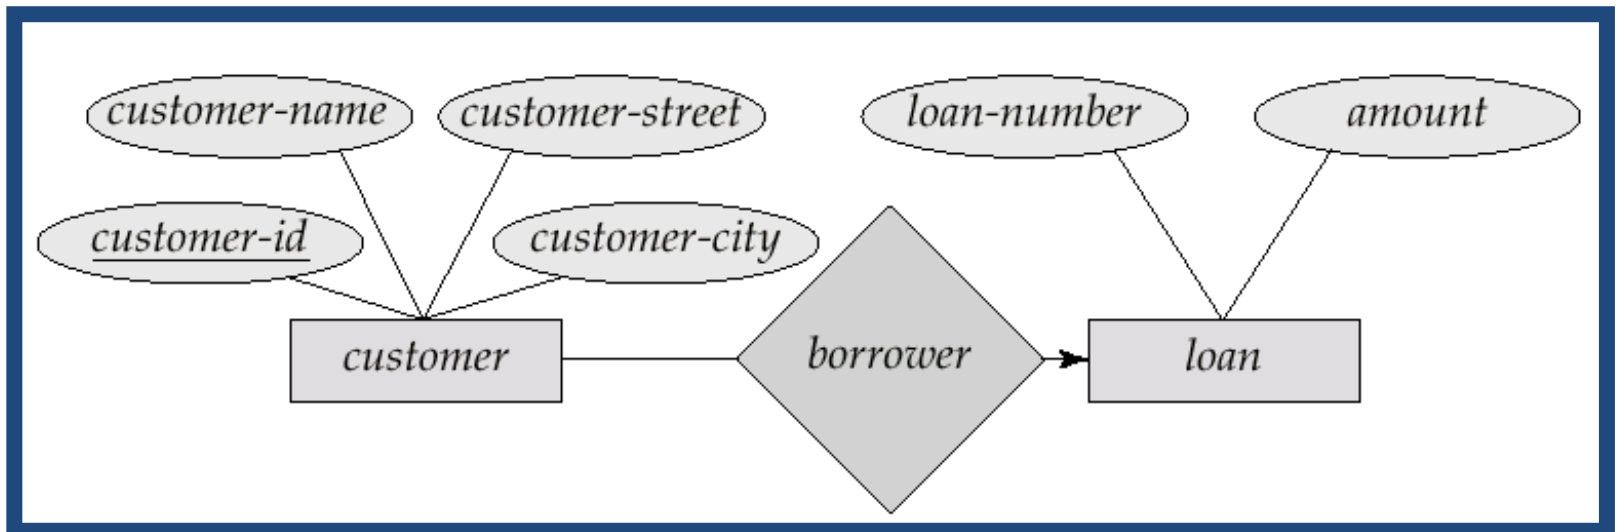 customer-name
customer-street
loan-number
amount
customer-id
customer-city
customer
borrower
loan